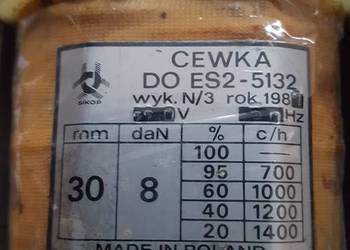 CEWKA
DO ES2-5132
SIKOP
wyk. N/3 rok 198
V Hz
mm daN % c/h
100 —
95 700
30 8 60 1000
40 1200
20 1400
MADE IN POLAND